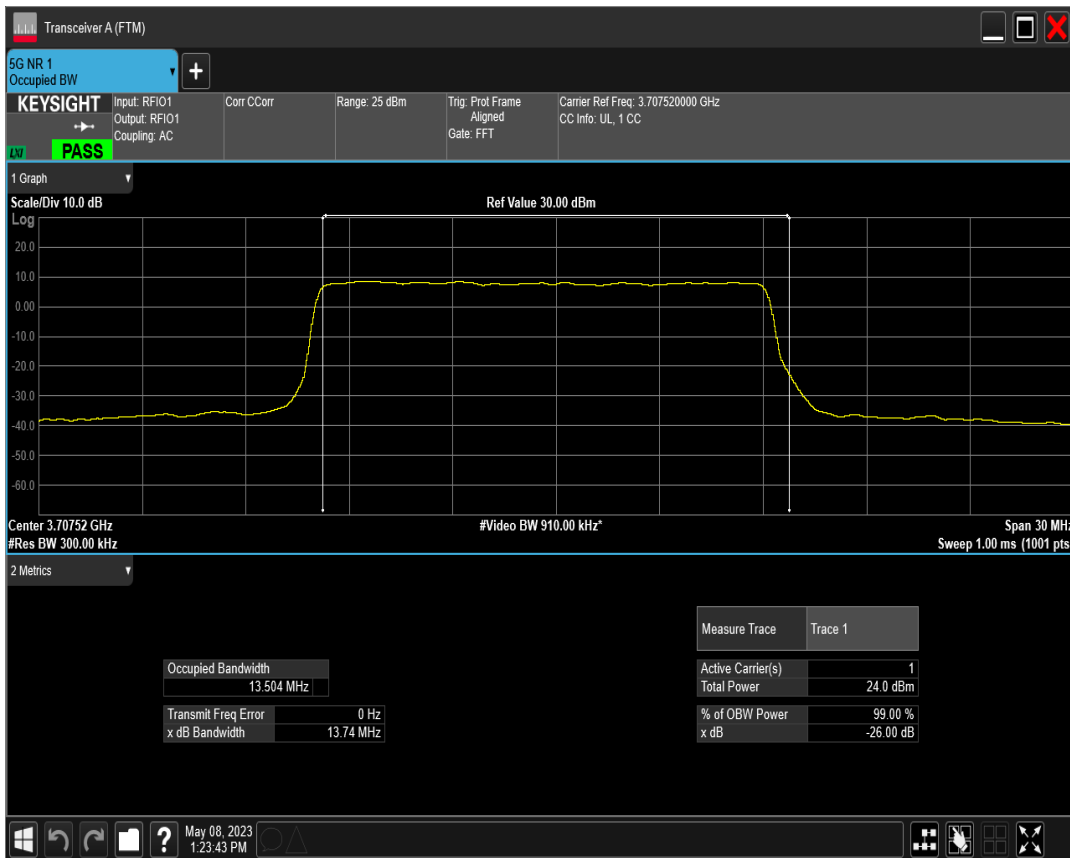 Transceiver A (FTM)
5G NR 1
Occupied BW
+
KEYSIGHT
LXI
PASS
Input: RFIO1
Output: RFIO1
Coupling: AC
Corr CCorr
Range: 25 dBm
Trig: Prot Frame
Aligned
Gate: FFT
Carrier Ref Freq: 3.707520000 GHz
CC Info: UL, 1 CC
1 Graph
Scale/Div 10.0 dB
Ref Value 30.00 dBm
Log
20.0
10.0
0.00
-10.0
-20.0
-30.0
-40.0
-50.0
-60.0
Center 3.70752 GHz
#Video BW 910.00 kHz*
Span 30 MHz
#Res BW 300.00 kHz
Sweep 1.00 ms (1001 pts
2 Metrics
Measure Trace Trace 1
Occupied Bandwidth
13.504 MHz
Active Carrier(s) 1
Total Power 24.0 dBm
Transmit Freq Error 0 Hz
x dB Bandwidth 13.74 MHz
% of OBW Power 99.00 %
x dB -26.00 dB
?
May 08, 2023
1:23:43 PM